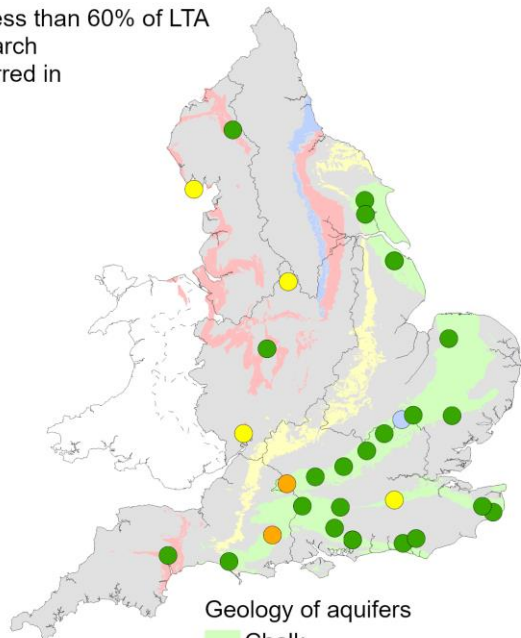 ess than 60% of LTA
arch
rred in
Geology of aquifers
Chalk